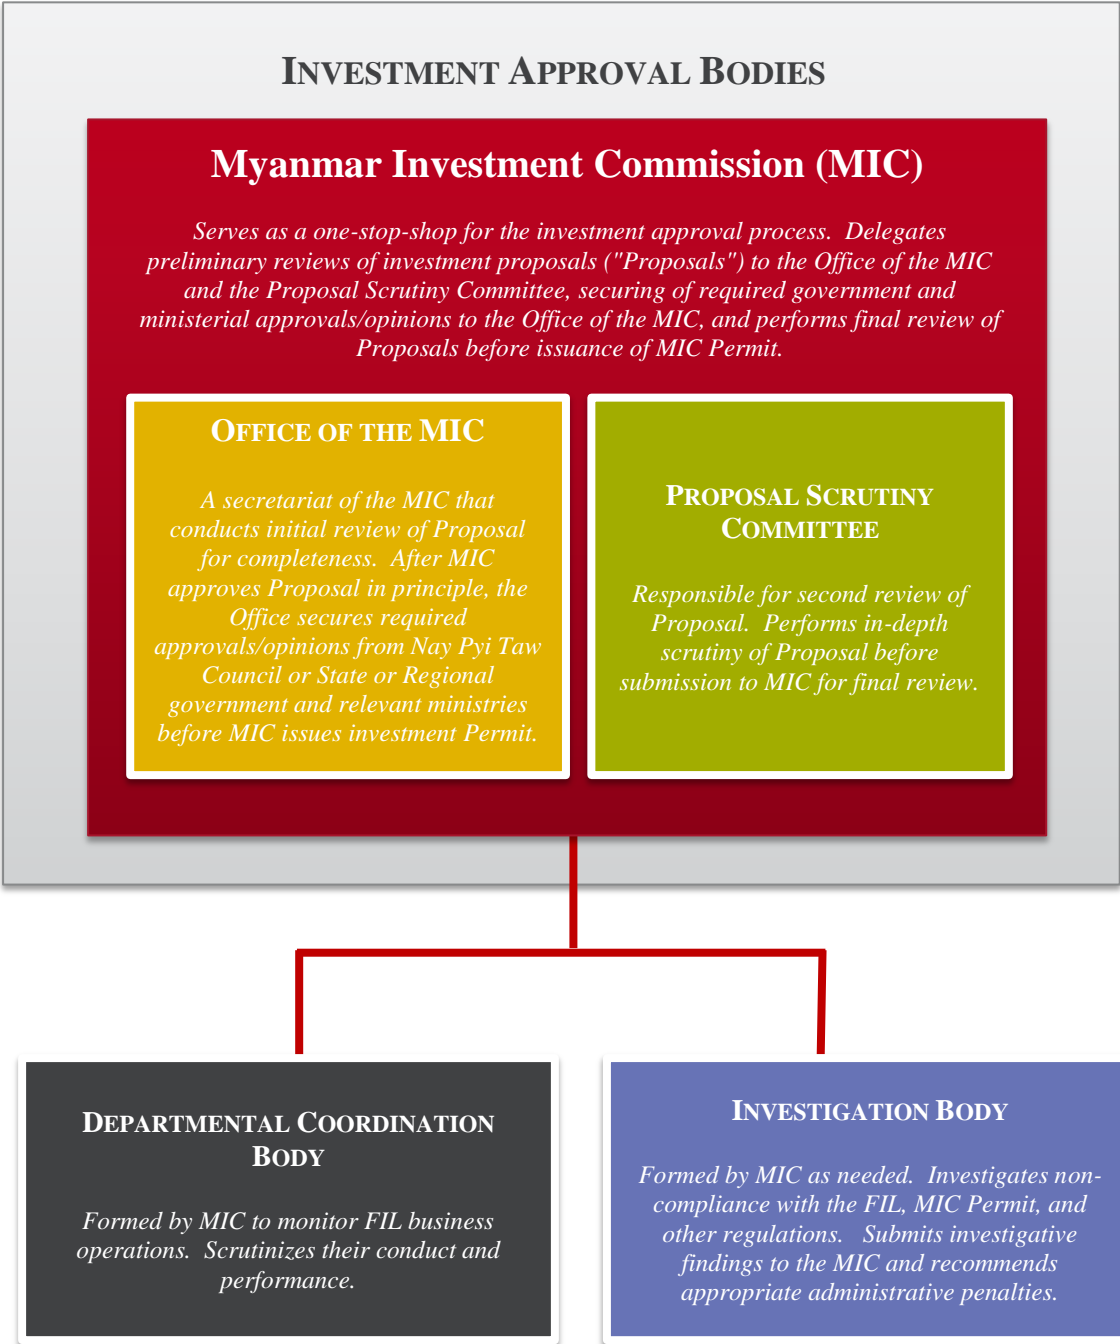 INVESTMENT APPROVAL BODIES
Myanmar Investment Commission (MIC)
Serves as a one-stop-shop for the investment approval process.  Delegates
preliminary reviews of investment proposals ("Proposals") to the Office of the MIC
and the Proposal Scrutiny Committee, securing of required government and
ministerial approvals/opinions to the Office of the MIC, and performs final review of
Proposals before issuance of MIC Permit.
OFFICE OF THE MIC
A secretariat of the MIC that
conducts initial review of Proposal
for completeness.  After MIC
approves Proposal in principle, the
Office secures required
approvals/opinions from Nay Pyi Taw
Council or State or Regional
government and relevant ministries
before MIC issues investment Permit.
PROPOSAL SCRUTINY
COMMITTEE
Responsible for second review of
Proposal.  Performs in-depth
scrutiny of Proposal before
submission to MIC for final review.
DEPARTMENTAL COORDINATION
BODY
Formed by MIC to monitor FIL business
operations.  Scrutinizes their conduct and
performance.
INVESTIGATION BODY
Formed by MIC as needed.  Investigates non-
compliance with the FIL, MIC Permit, and
other regulations.   Submits investigative
findings to the MIC and recommends
appropriate administrative penalties.